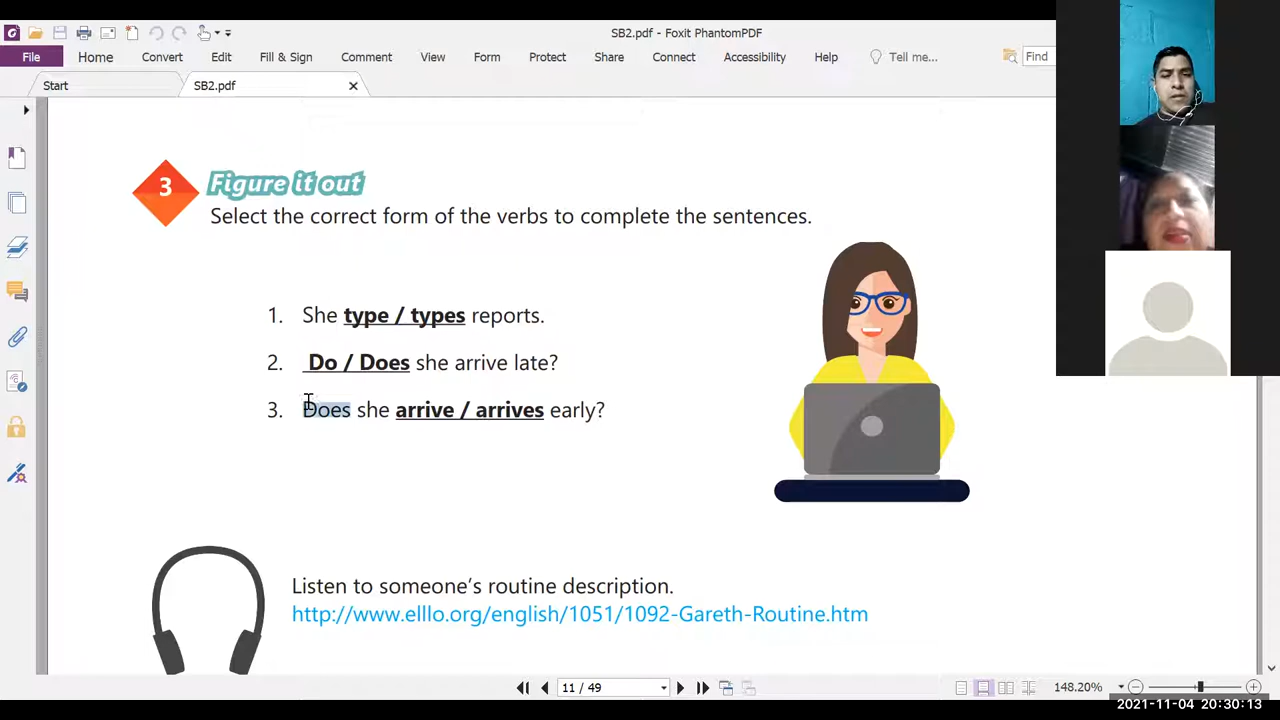 SB2.pdf - Foxit PhantomPDF
File Home Convert Fill & Sign Comment View Form Protect Share Connect Accessibility Help Tell me... Find
Start SB2.pdf
3 Figure it out
Select the correct form of the verbs to complete the sentences.
1. She type / types reports.
2. Do / Does she arrive late?
3. Does she arrive / arrives early?
Listen to someone's routine description.
http://www.elllo.org/english/1051/1092-Gareth-Routine.htm
11 / 49 148.20%
2021-11-04 20:30:13